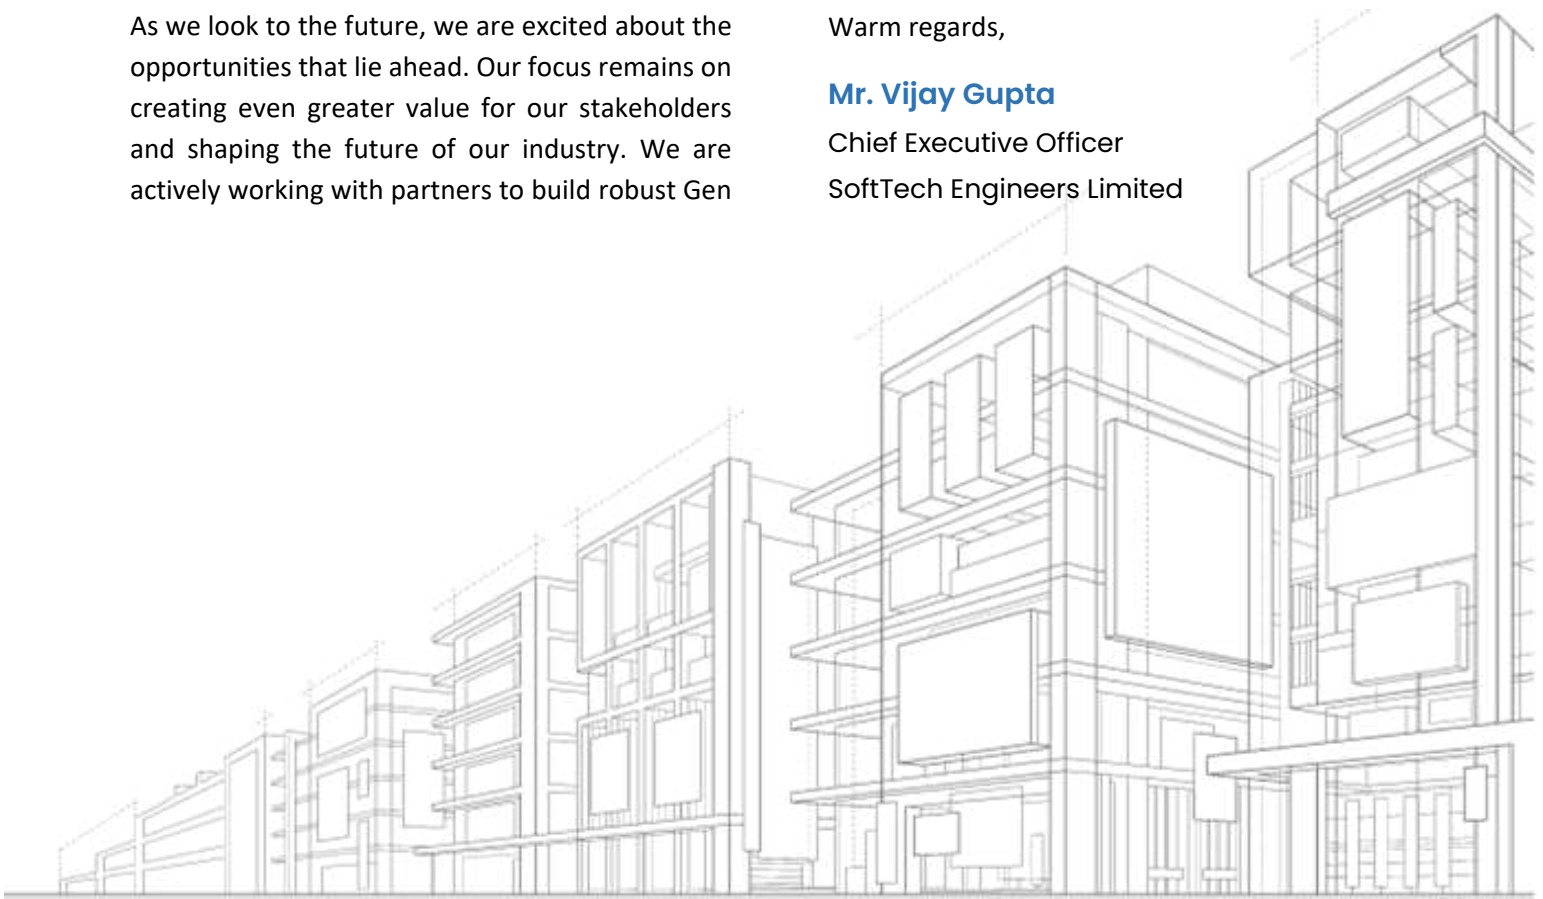 As we look to the future, we are excited about the
opportunities that lie ahead. Our focus remains on
creating even greater value for our stakeholders
and shaping the future of our industry. We are
actively working with partners to build robust Gen
Warm regards,
Mr. Vijay Gupta
Chief Executive Officer
SoftTech Engineers Limited